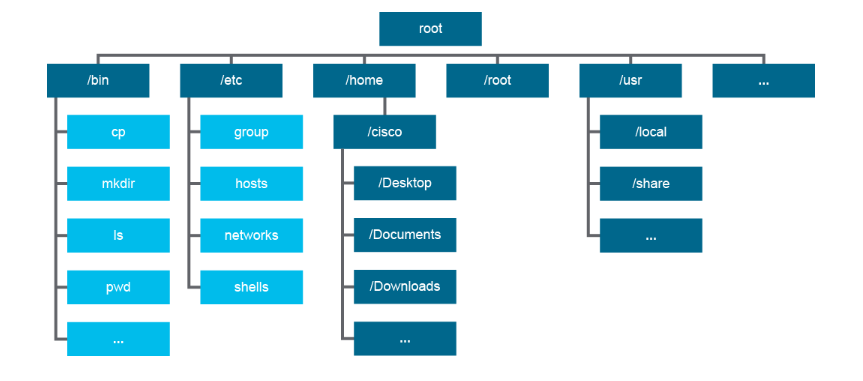 root
/bin
/etc
/home
/root
/usr
...
cp
group
/cisco
/local
mkdir
hosts
/Desktop
/share
ls
networks
/Documents
...
pwd
shells
/Downloads
...
...